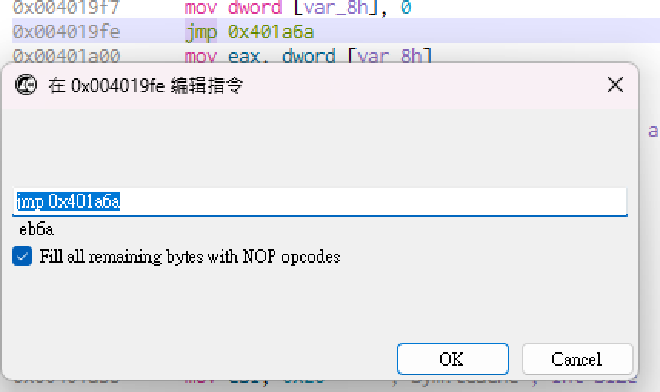 0x004019f7 mov dword [var_8h], 0
0x004019fe jmp 0x401a6a
0x00401a00 mov eax, dword [var_8h]
在 0x004019fe 编辑指令
a
jmp 0x401a6a
eb6a
Fill all remaining bytes with NOP opcodes
OK Cancel